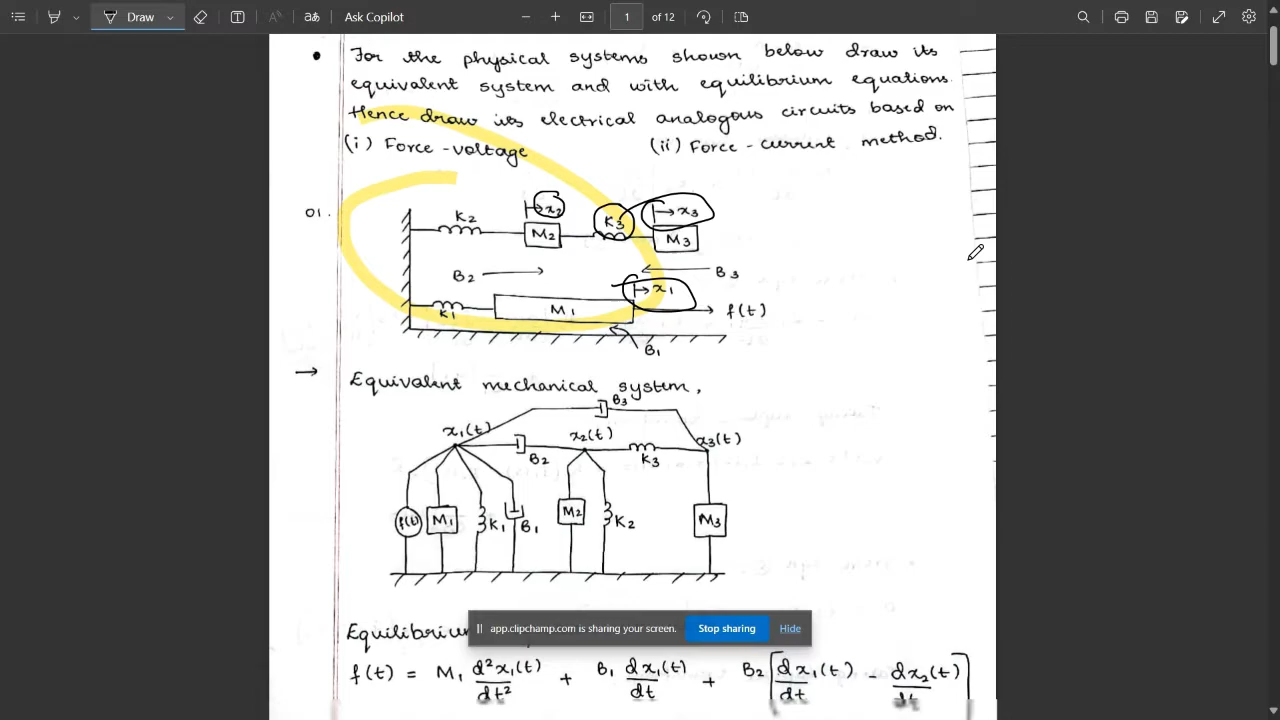 Draw
aあ
Ask Copilot
1 of 12
• For the physical systems shown below draw its
equivalent system and with equilibrium equations.
Hence draw its electrical analogous circuits based on
(i) Force-voltage (ii) Force-current method.
01.
K2 x2 M2 K3 x3 M3
B2 B3
K1 M1 x1 f(t)
B1
→ Equivalent mechanical system,
B3
x1(t) x2(t) x3(t)
B2 K3
f(t) M1 K1 B1 M2 K2 M3
app.clipchamp.com is sharing your screen. Stop sharing Hide
Equilibrium
f(t) = M1 d²x1(t)/dt² + B1 dx1(t)/dt + B2 [dx1(t)/dt - dx2(t)/dt]